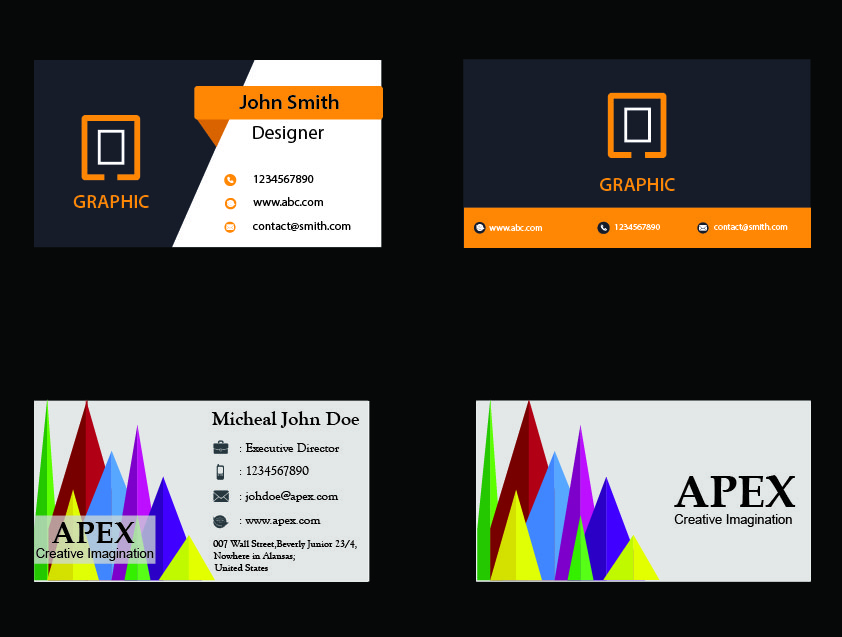 GRAPHIC
John Smith
Designer
1234567890
www.abc.com
contact@smith.com
GRAPHIC
www.abc.com 1234567890 contact@smith.com
APEX
Creative Imagination
Micheal John Doe
: Executive Director
: 1234567890
: johdoe@apex.com
: www.apex.com
007 Wall Street,Beverly Junior 23/4,
Nowhere in Alansas;
United States
APEX
Creative Imagination